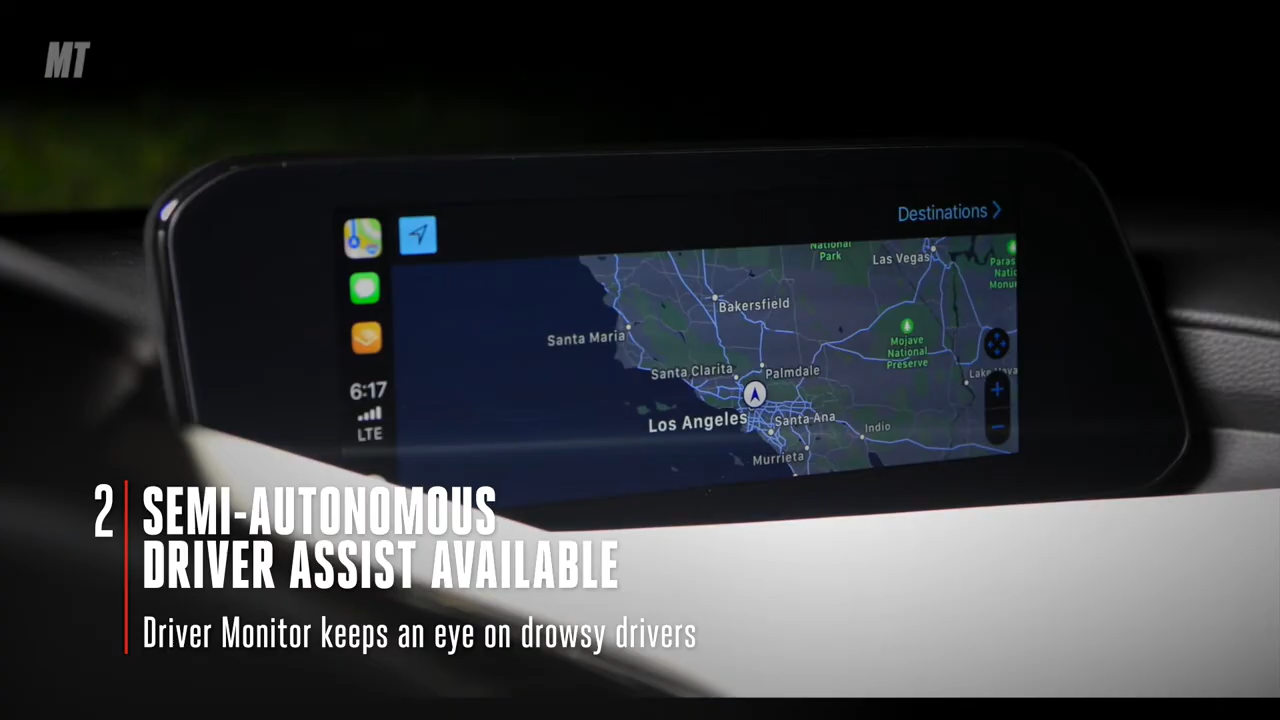 MT
Destinations
National
Park
Las Vegas
Paras
Natio
Monum
Bakersfield
Santa Maria
Mojave
National
Preserve
Santa Clarita
Palmdale
6:17
LTE
Los Angeles
Santa Ana
Indio
Murrieta
2 SEMI-AUTONOMOUS
DRIVER ASSIST AVAILABLE
Driver Monitor keeps an eye on drowsy drivers